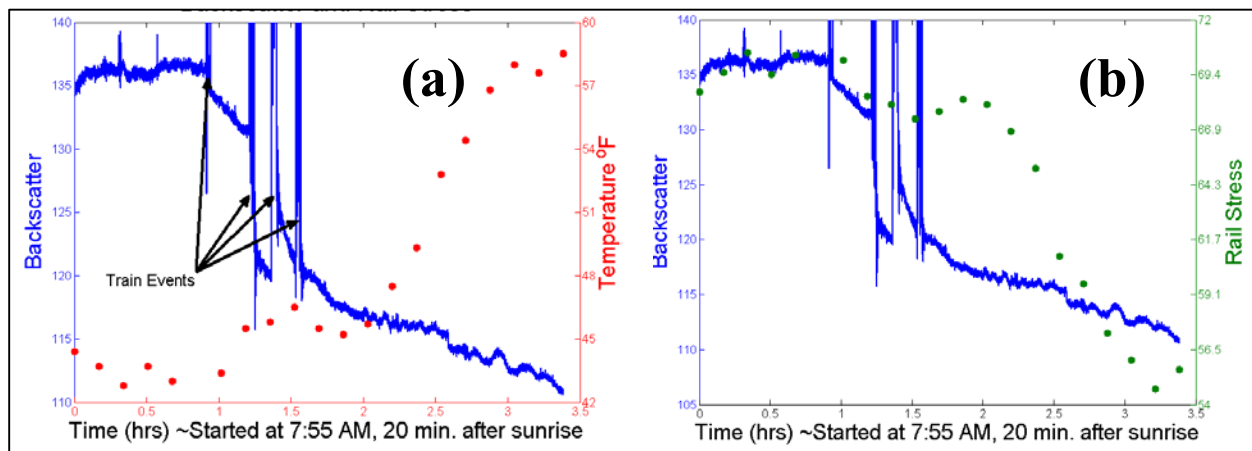 (a)
Backscatter
140
135
130
125
120
115
110
60
57
54
51
48
45
42
Temperature °F
Train Events
0 0.5 1 1.5 2 2.5 3 3.5
Time (hrs) ~Started at 7:55 AM, 20 min. after sunrise
(b)
Backscatter
140
135
130
125
120
115
110
105
72
69.4
66.9
64.3
61.7
59.1
56.5
54
Rail Stress
0 0.5 1 1.5 2 2.5 3 3.5
Time (hrs) ~Started at 7:55 AM, 20 min. after sunrise